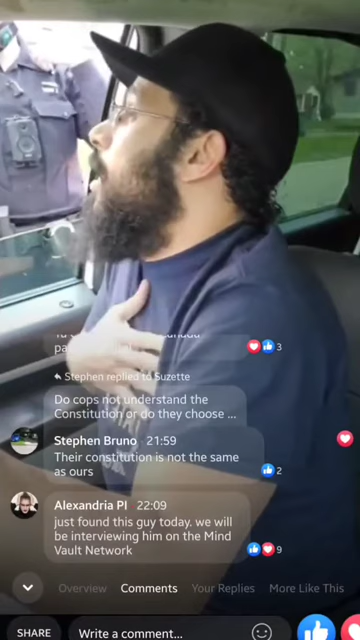 pa
3
Stephen replied to Suzette
Do cops not understand the
Constitution or do they choose ...
Stephen Bruno · 21:59
Their constitution is not the same
as ours
2
Alexandria PI · 22:09
just found this guy today. we will
be interviewing him on the Mind
Vault Network
9
Overview Comments Your Replies More Like This
SHARE Write a comment...